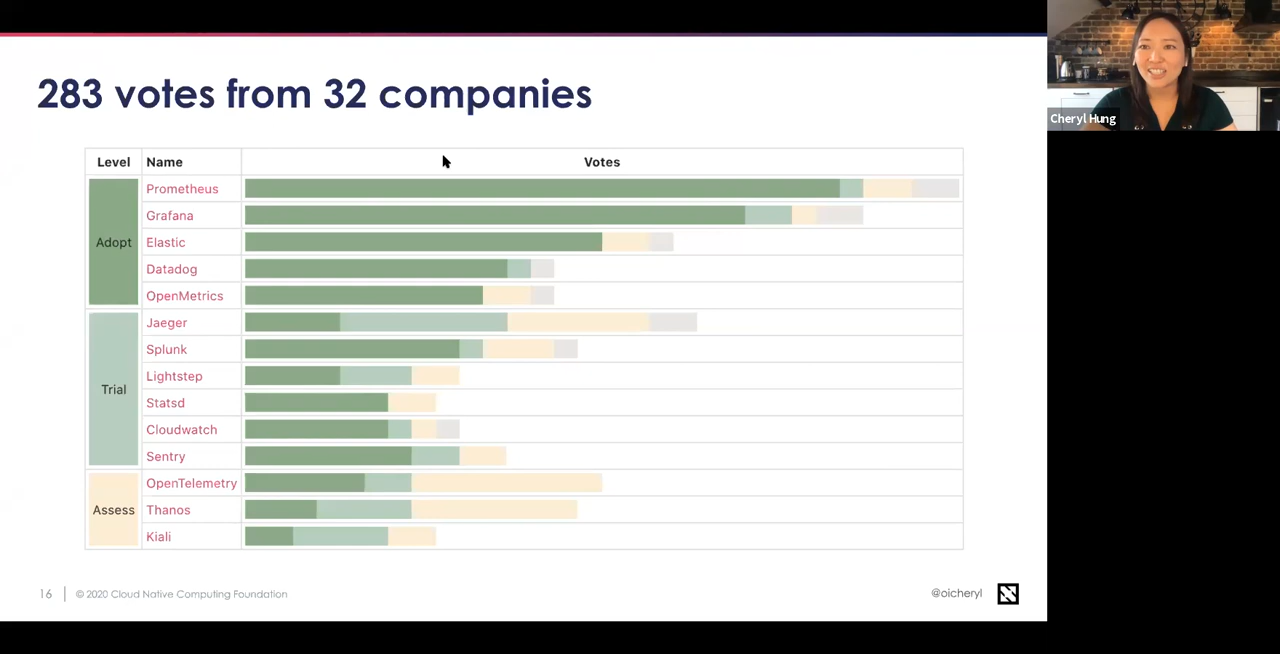 283 votes from 32 companies
Cheryl Hung
Level Name Votes
Adopt
Prometheus
Grafana
Elastic
Datadog
OpenMetrics
Trial
Jaeger
Splunk
Lightstep
Statsd
Cloudwatch
Sentry
Assess
OpenTelemetry
Thanos
Kiali
16 © 2020 Cloud Native Computing Foundation @oicheryl